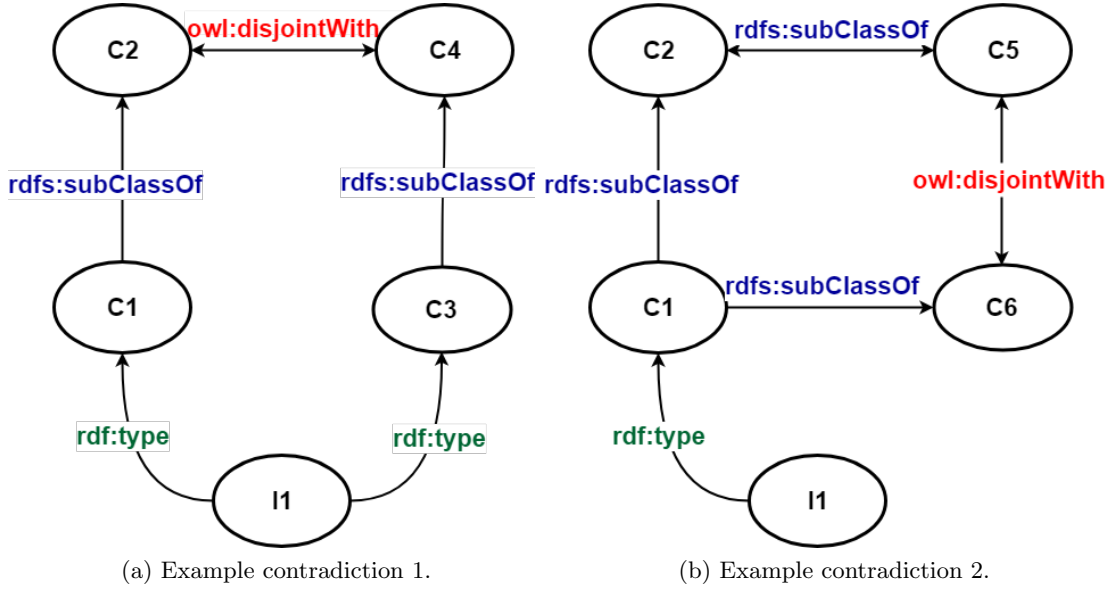 owl:disjointWith
C2
C4
rdfs:subClassOf
rdfs:subClassOf
C1
C3
rdf:type
rdf:type
I1
(a) Example contradiction 1.
rdfs:subClassOf
C2
C5
rdfs:subClassOf
owl:disjointWith
rdfs:subClassOf
C1
C6
rdf:type
I1
(b) Example contradiction 2.